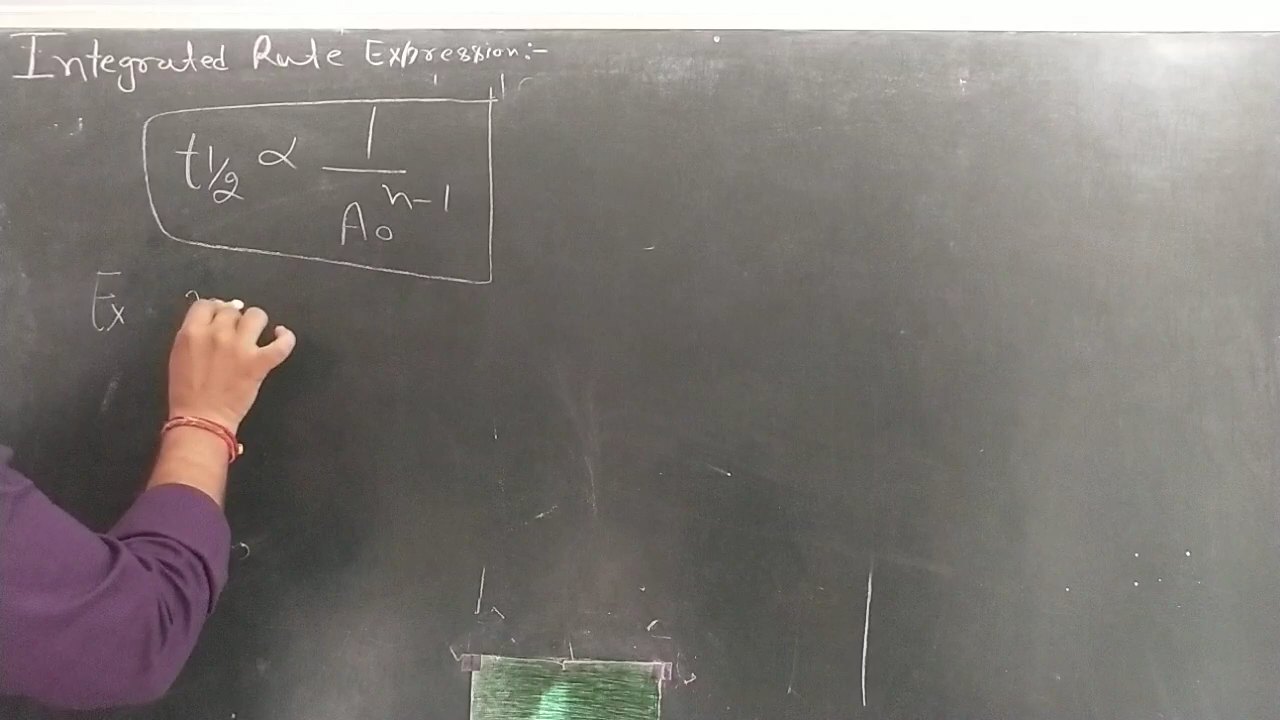 Integrated Rate Expression:-
t1/2 ∝ 1/A0^n-1
Ex